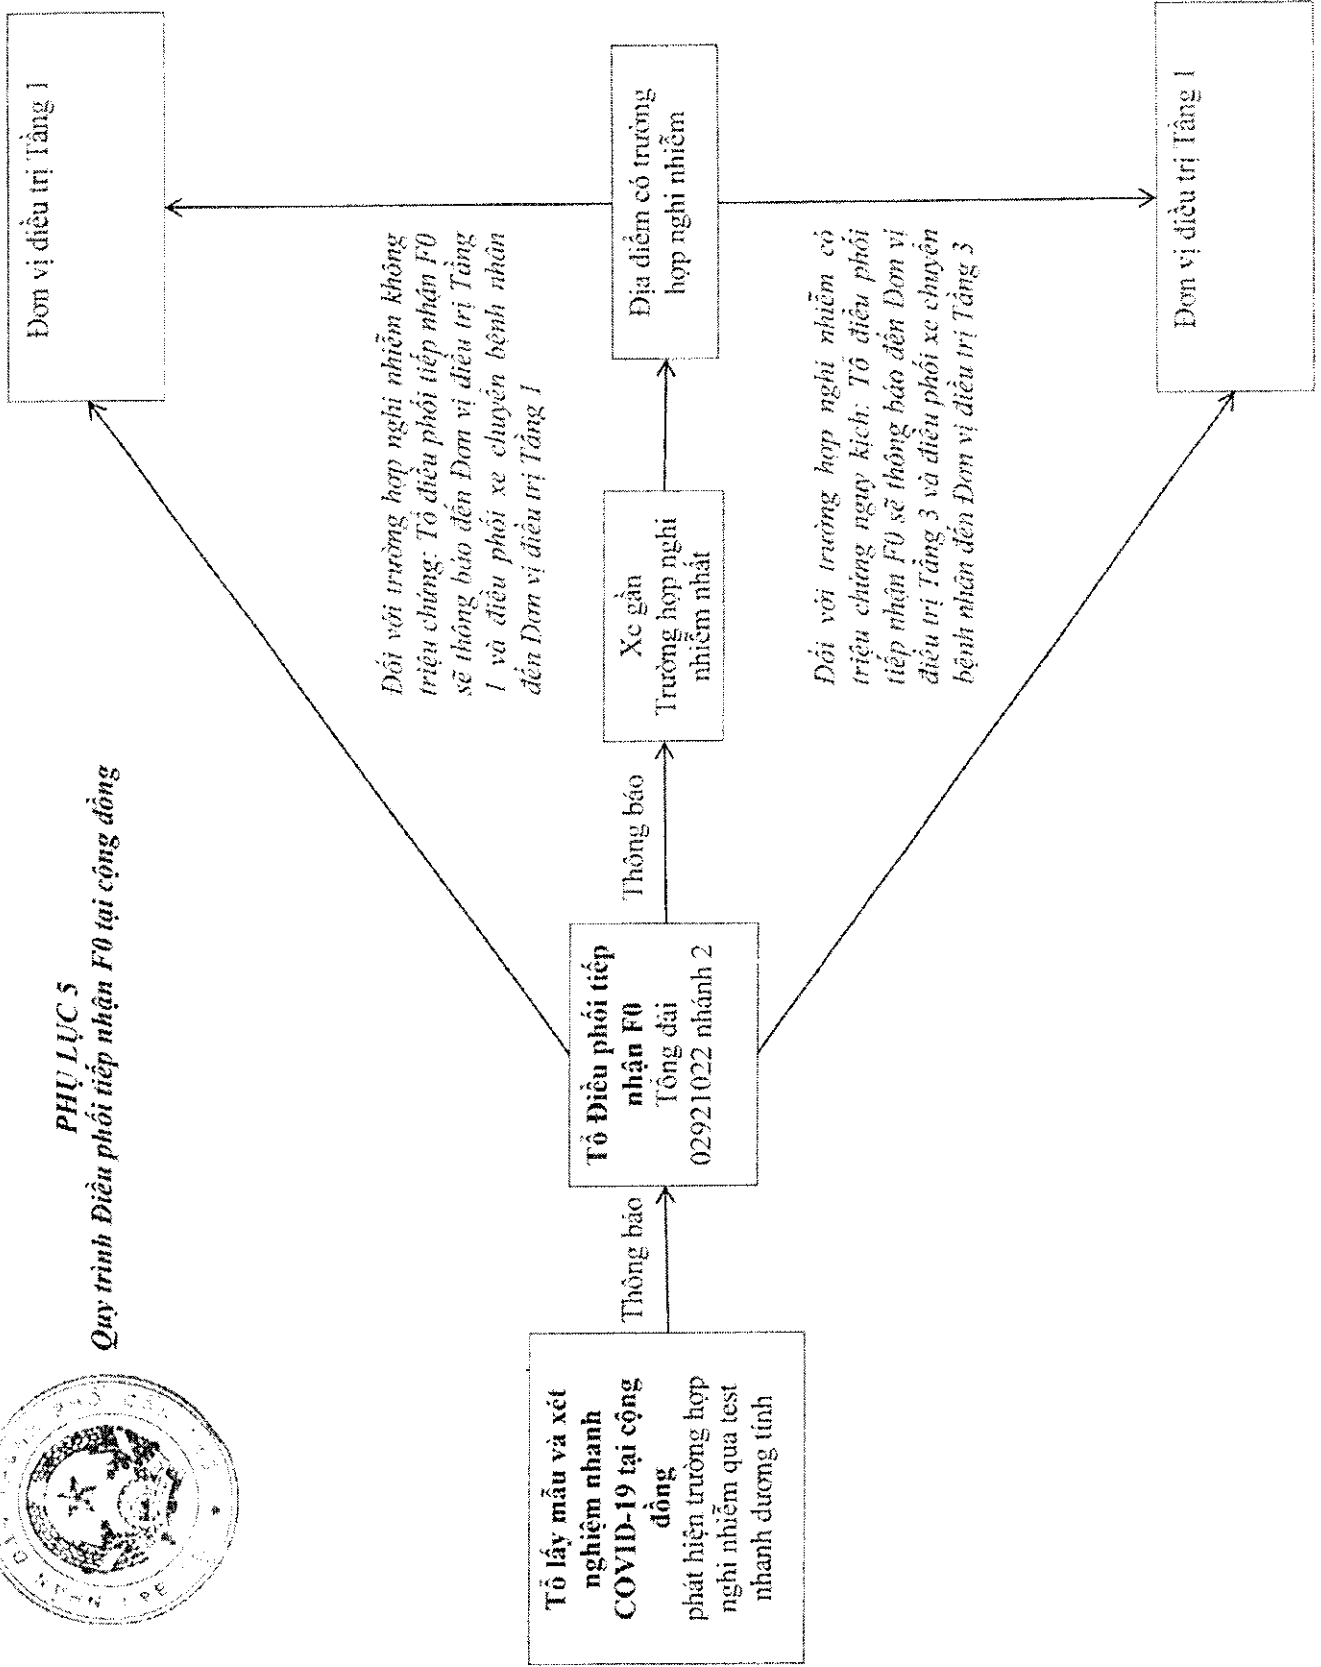 PHỤ LỤC 5
Quy trình Điều phối tiếp nhận F0 tại cộng đồng
Tổ lấy mẫu và xét
nghiệm nhanh
COVID-19 tại cộng
đồng
phát hiện trường hợp
nghi nhiễm qua test
nhanh dương tính
Thông báo
Tổ Điều phối tiếp
nhận F0
Tổng đài
02921022 nhánh 2
Thông báo
Xe gần
Trường hợp nghi
nhiễm nhất
Địa điểm có trường
hợp nghi nhiễm
Đối với trường hợp nghi nhiễm không
triệu chứng: Tổ điều phối tiếp nhận F0
sẽ thông báo đến Đơn vị điều trị Tầng
1 và điều phối xe chuyển bệnh nhân
đến Đơn vị điều trị Tầng 1
Đơn vị điều trị Tầng 1
Đối với trường hợp nghi nhiễm có
triệu chứng nguy kịch: Tổ điều phối
tiếp nhận F0 sẽ thông báo đến Đơn vị
điều trị Tầng 3 và điều phối xe chuyển
bệnh nhân đến Đơn vị điều trị Tầng 3
Đơn vị điều trị Tầng 1